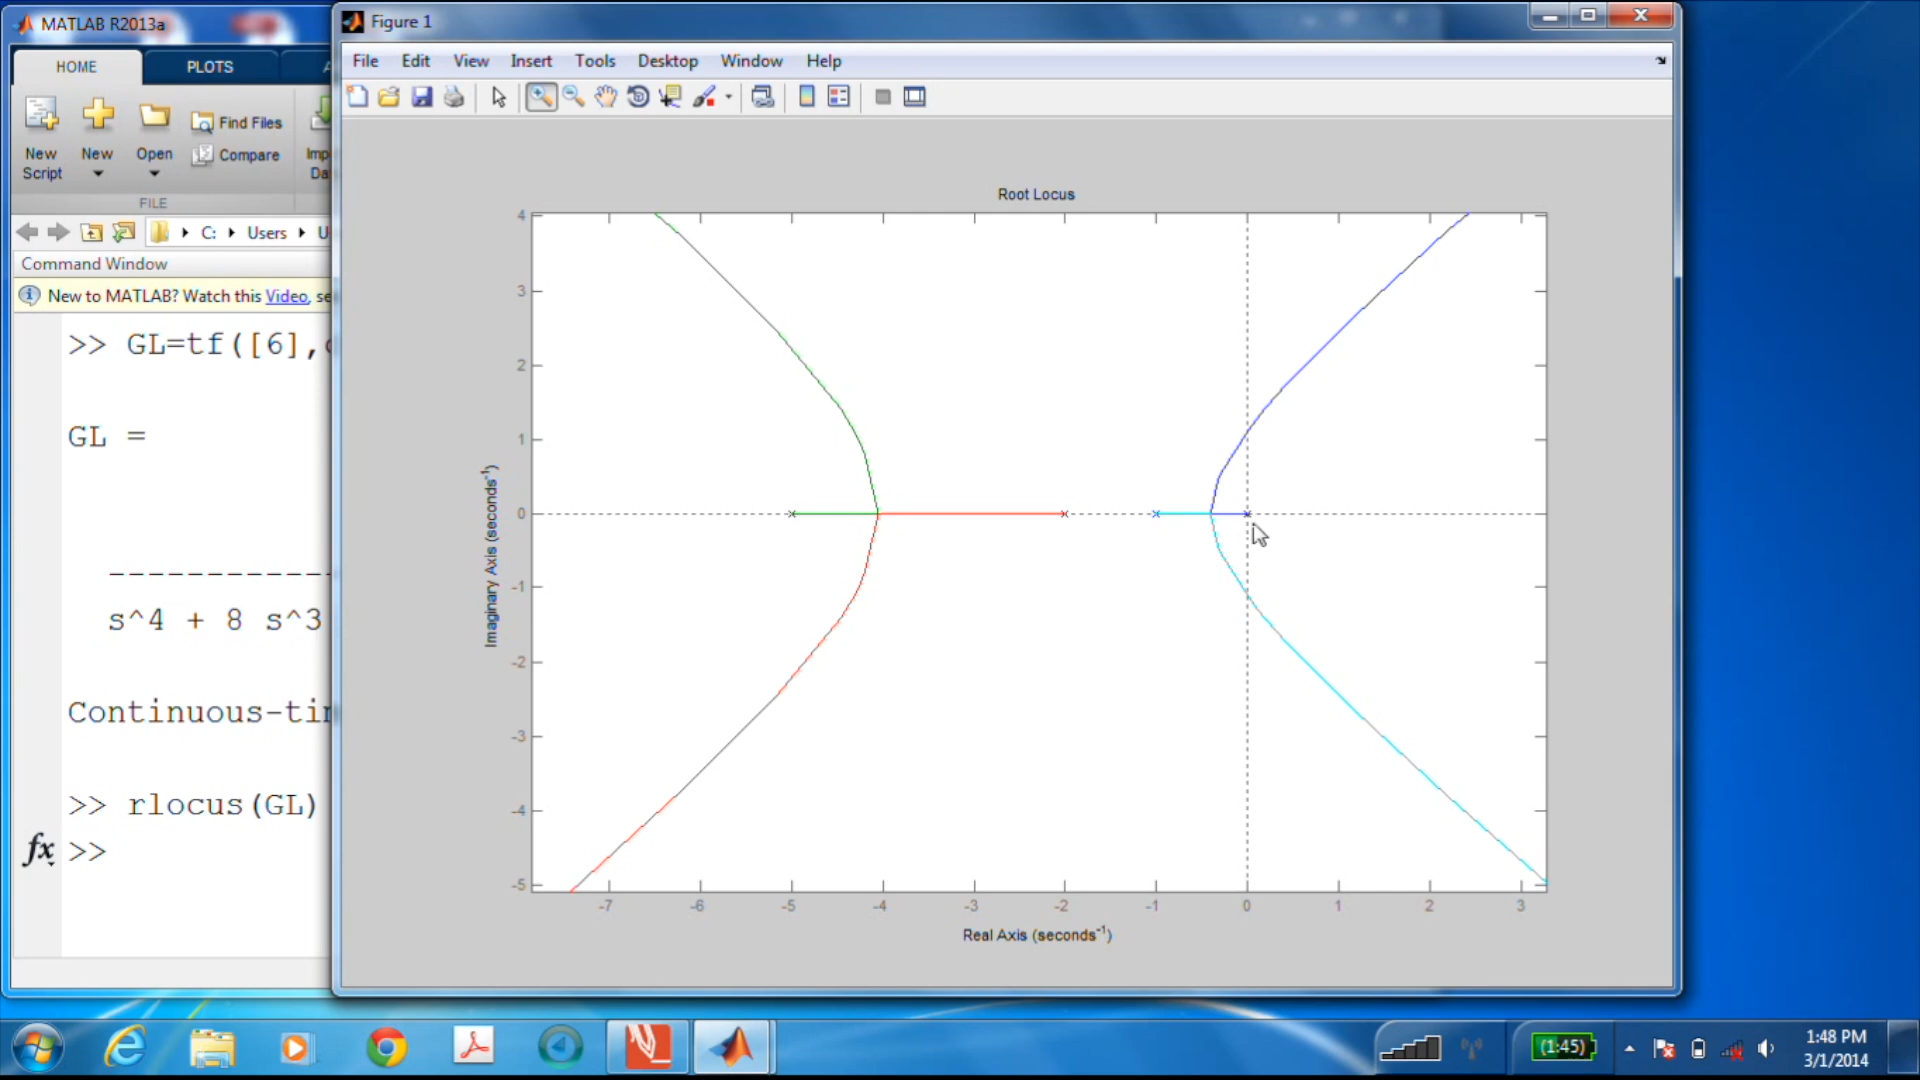 MATLAB R2013a
HOME
PLOTS
New Script
New
Open
Find Files
Compare
FILE
C:
Users
Command Window
New to MATLAB? Watch this Video, se
>> GL=tf([6],
GL =
------------
s^4 + 8 s^3
Continuous-ti
>> rlocus(GL)
fx >>
Figure 1
File Edit View Insert Tools Desktop Window Help
Root Locus
4
3
2
1
0
-1
-2
-3
-4
-5
Imaginary Axis (seconds⁻¹)
-7 -6 -5 -4 -3 -2 -1 0 1 2 3
Real Axis (seconds⁻¹)
(1:45)
1:48 PM
3/1/2014